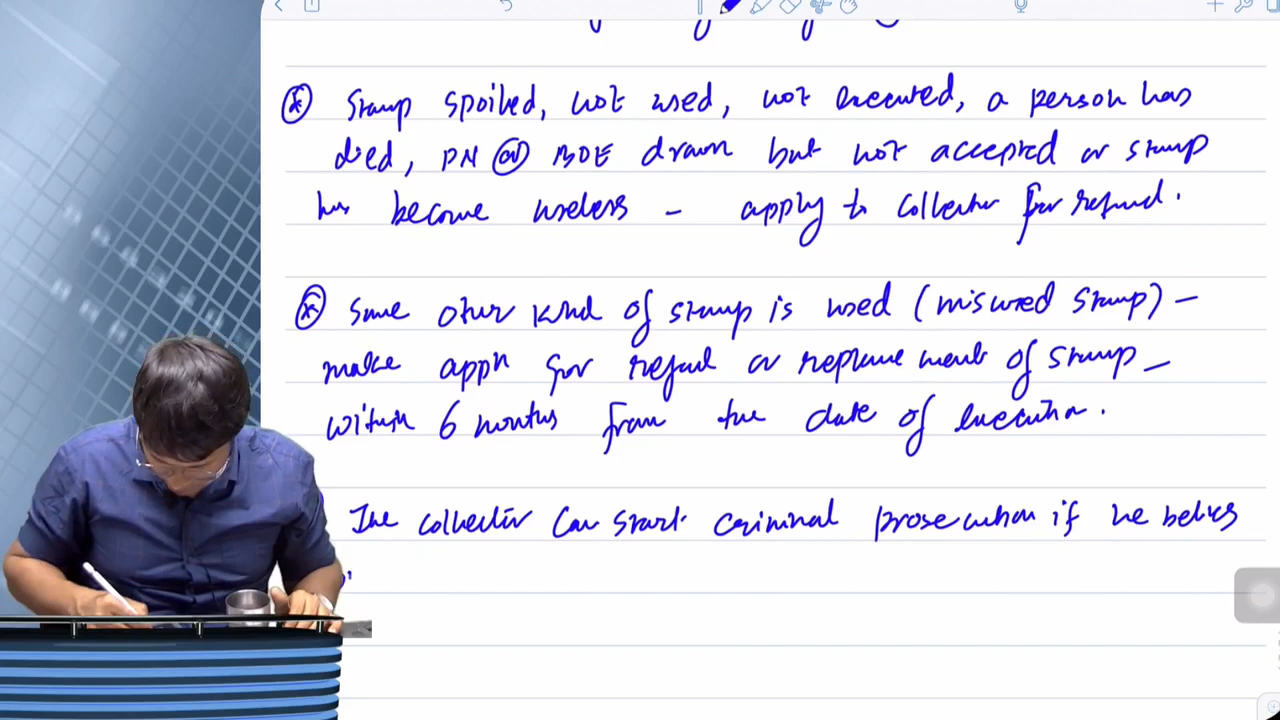 Stamp spoiled, not used, not executed, a person has
died, PN or BOE drawn but not accepted or stamp
has become useless - apply to collector for refund.
Some other kind of stamp is used (misused stamp) -
make appn for refund or replacement of stamp -
within 6 months from the date of execution.
The collector can start criminal prosecution if he belives